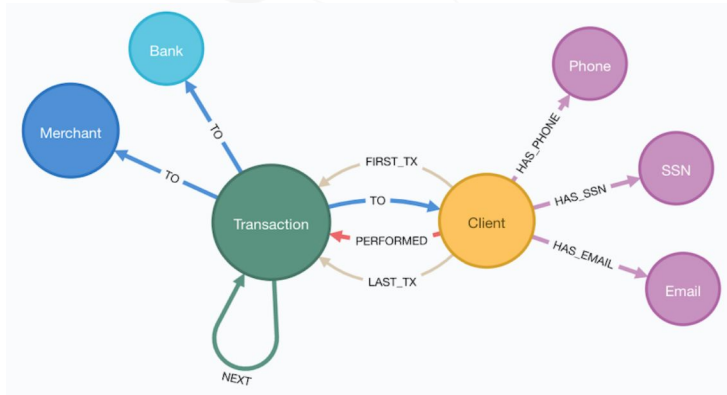 Bank
Phone
Merchant
TO
HAS_PHONE
FIRST_TX
TO
SSN
TO
HAS_SSN
Transaction
Client
PERFORMED
HAS_EMAIL
LAST_TX
Email
NEXT